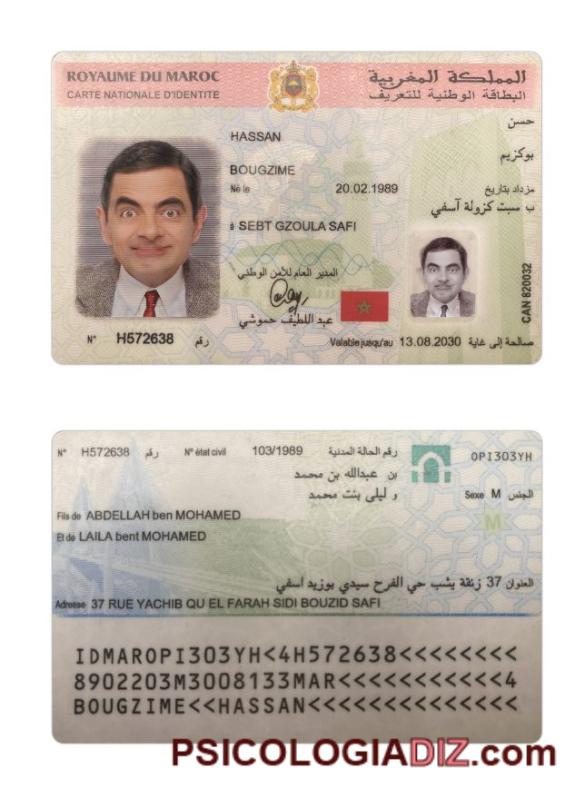 ROYAUME DU MAROC
المملكة المغربية
CARTE NATIONALE D'IDENTITE
البطاقة الوطنية للتعريف
حسن
HASSAN
بوكزيم
BOUGZIME
Né le 20.02.1989 مزداد بتاريخ
ب سبت كزولة آسفي
à SEBT GZOULA SAFI
المدير العام للأمن الوطني
عبد اللطيف حموشي
CAN 820032
N° H572638 رقم
Valable jusqu'au 13.08.2030 صالحة إلى غاية
N° H572638 رقم N° état civil 103/1989 رقم الحالة المدنية
OPI303YH
بن عبدالله بن محمد
و ليلى بنت محمد
Sexe M الجنس
M
Fils de ABDELLAH ben MOHAMED
Et de LAILA bent MOHAMED
العنوان 37 زنقة يشب حي الفرح سيدي بوزيد اسفي
Adresse 37 RUE YACHIB QU EL FARAH SIDI BOUZID SAFI
IDMAROPI303YH<4H572638<<<<<<<<
8902203M3008133MAR<<<<<<<<<<<4
BOUGZIME<<HASSAN<<<<<<<<<<<<<<
PSICOLOGIADIZ.com